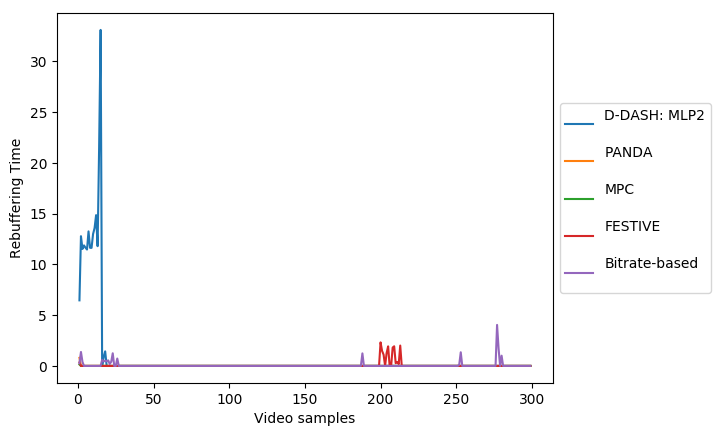 30
25
20
15
10
5
0
Rebuffering Time
0 50 100 150 200 250 300
Video samples
D-DASH: MLP2
PANDA
MPC
FESTIVE
Bitrate-based